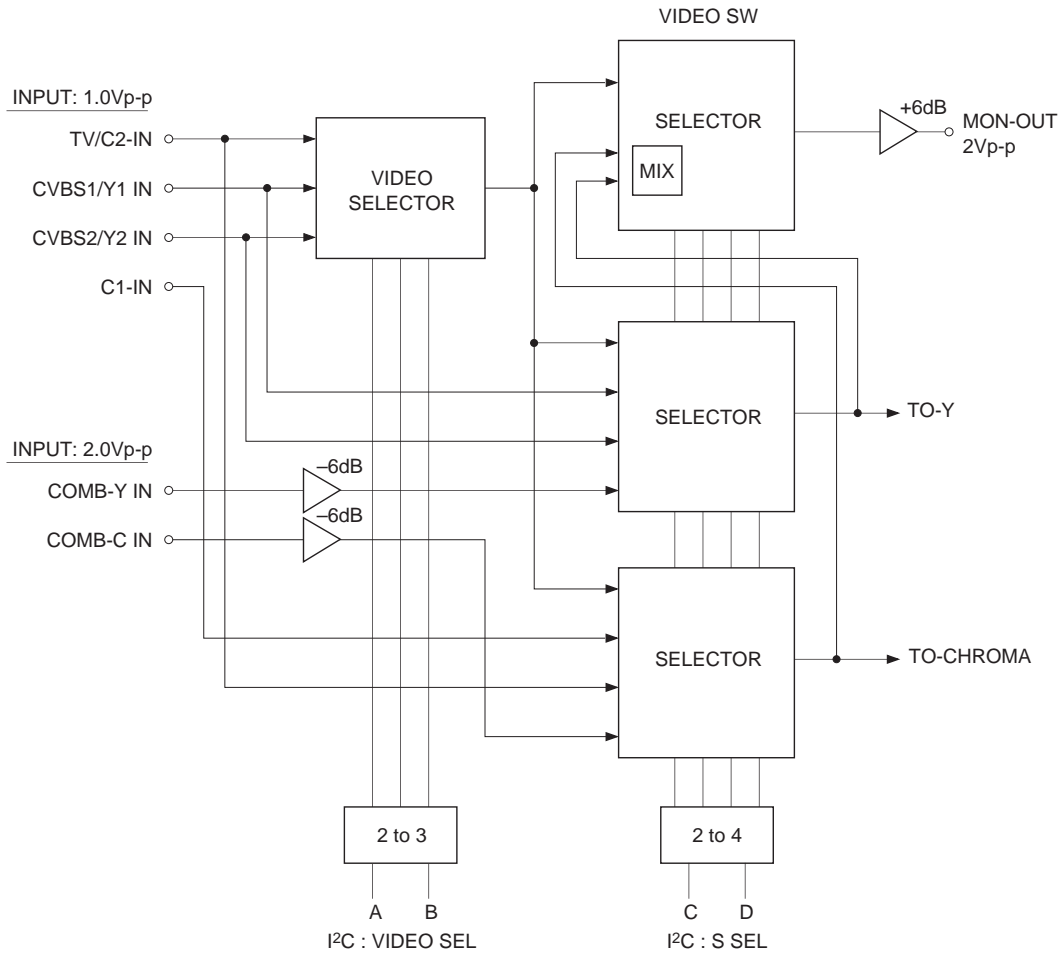 VIDEO SW
INPUT: 1.0Vp-p
TV/C2-IN
CVBS1/Y1 IN
CVBS2/Y2 IN
C1-IN
VIDEO
SELECTOR
SELECTOR
MIX
+6dB
MON-OUT
2Vp-p
SELECTOR
TO-Y
INPUT: 2.0Vp-p
COMB-Y IN
–6dB
COMB-C IN
–6dB
SELECTOR
TO-CHROMA
2 to 3
2 to 4
A B
I²C : VIDEO SEL
C D
I²C : S SEL